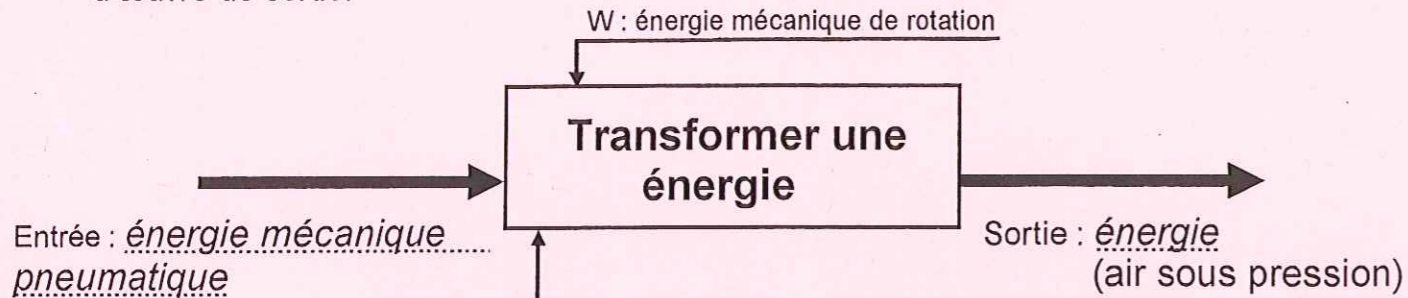 W : énergie mécanique de rotation
Transformer une
énergie
Entrée : énergie mécanique
pneumatique
Sortie : énergie
(air sous pression)